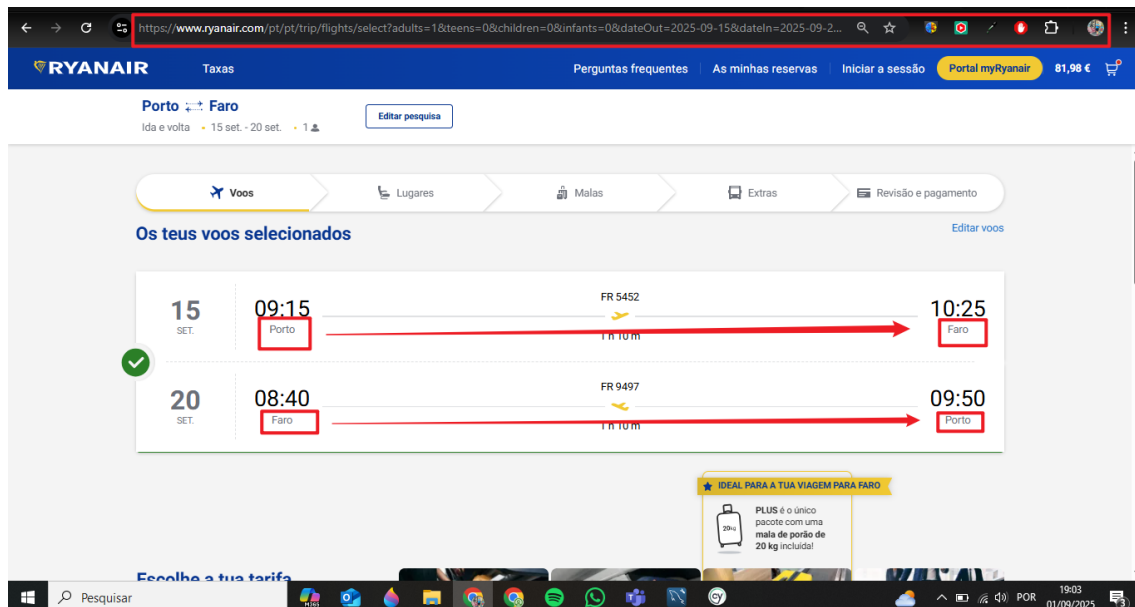 https://www.ryanair.com/pt/pt/trip/flights/select?adults=1&teens=0&children=0&infants=0&dateOut=2025-09-15&dateIn=2025-09-2...
RYANAIR Taxas Perguntas frequentes As minhas reservas Iniciar a sessão Portal myRyanair 81,98 €
Porto Faro
Ida e volta • 15 set. - 20 set. • 1
Editar pesquisa
Voos Lugares Malas Extras Revisão e pagamento
Os teus voos selecionados Editar voos
15 SET.
09:15 FR 5452 10:25
Porto 1 h 10 m Faro
20 SET.
08:40 FR 9497 09:50
Faro 1 h 10 m Porto
IDEAL PARA A TUA VIAGEM PARA FARO
20KG
PLUS é o único
pacote com uma
mala de porão de
20 kg incluida!
Escolhe a tua tarifa
Pesquisar
M365
CY
POR
19:03
01/09/2025
3